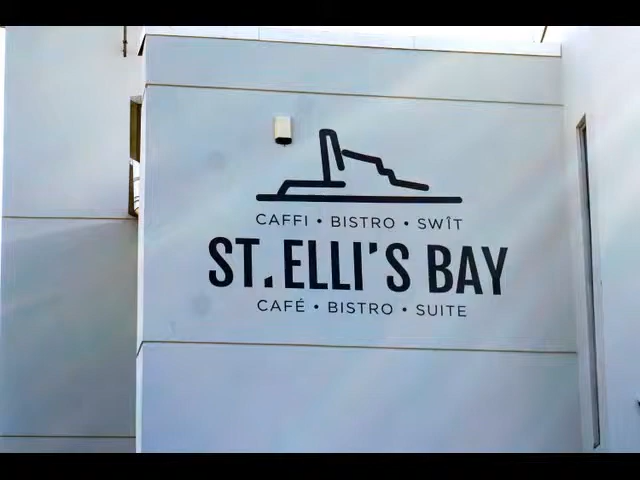 CAFFI • BISTRO • SWÎT
ST. ELLI'S BAY
CAFÉ • BISTRO • SUITE